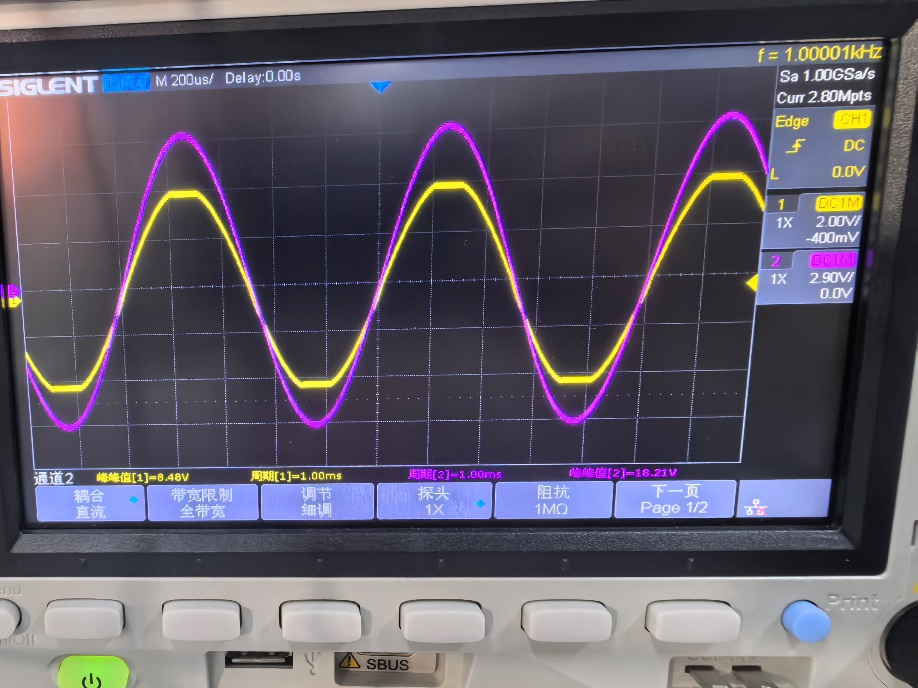 f = 1.00001kHz
SIGLENT M 200us/ Delay:0.00s
Sa 1.00GSa/s
Curr 2.80Mpts
Edge CH1
DC
L 0.0V
1 DC1M
1X 2.00V/
-400mV
2 DC1M
1X 2.90V/
0.0V
通道2 峰峰值[1]=8.48V 周期[1]=1.00ms 周期[2]=1.00ms 峰峰值[2]=18.21V
耦合 带宽限制 调节 探头 阻抗 下一页
直流 全带宽 细调 1X 1MΩ Page 1/2
Print
SBUS